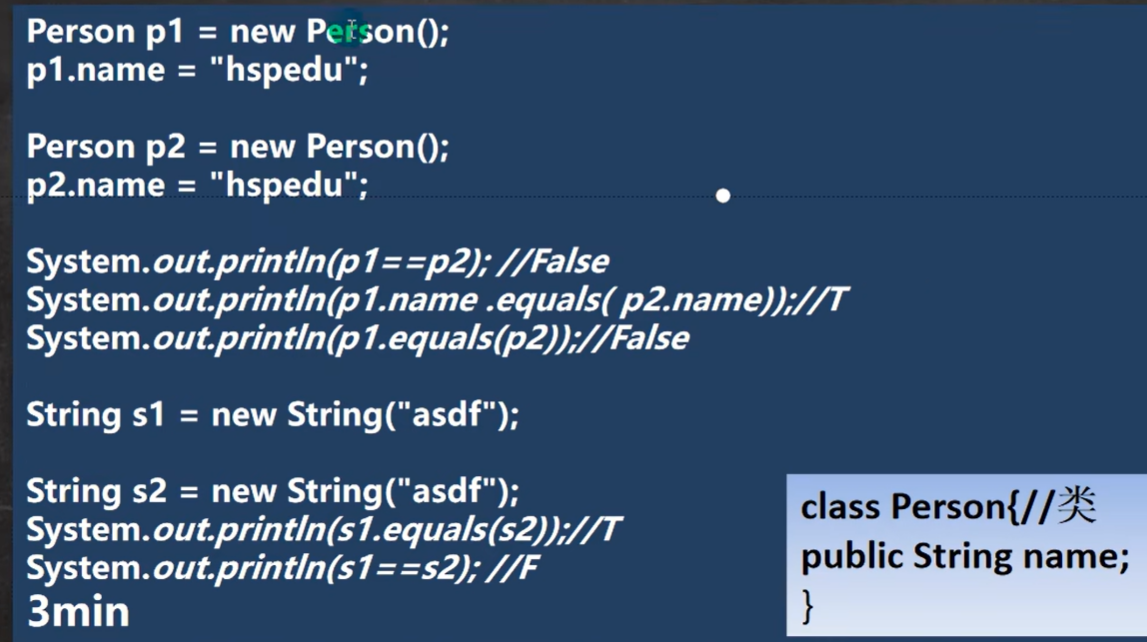 Person p1 = new Person();
p1.name = "hspedu";
Person p2 = new Person();
p2.name = "hspedu";
System.out.println(p1==p2); //False
System.out.println(p1.name .equals( p2.name));//T
System.out.println(p1.equals(p2));//False
String s1 = new String("asdf");
String s2 = new String("asdf");
System.out.println(s1.equals(s2));//T
System.out.println(s1==s2); //F
3min
class Person{//类
public String name;
}